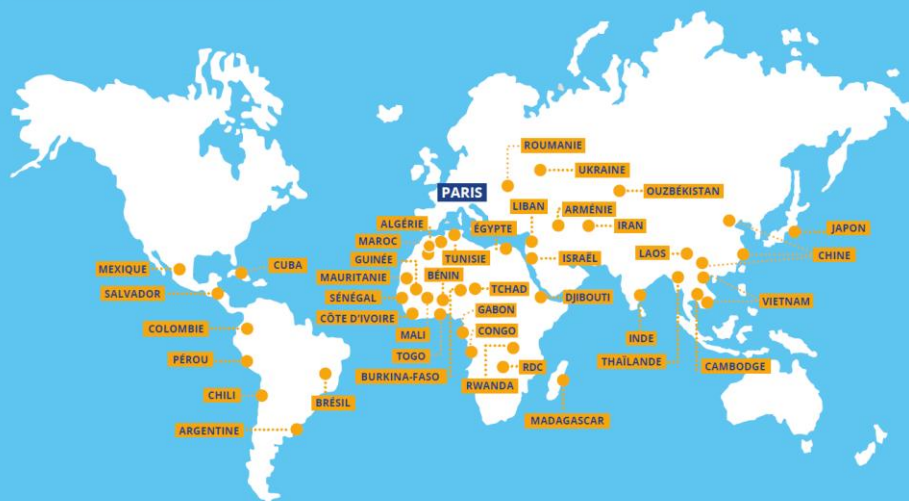 ROUMANIE
UKRAINE
PARIS
OUZBÉKISTAN
LIBAN
ARMÉNIE
ALGÉRIE
ÉGYPTE
IRAN
JAPON
MAROC
GUINÉE
TUNISIE
ISRAËL
LAOS
CHINE
MEXIQUE
CUBA
MAURITANIE
BÉNIN
TCHAD
SALVADOR
SÉNÉGAL
DJIBOUTI
VIETNAM
GABON
CÔTE D'IVOIRE
COLOMBIE
CONGO
MALI
INDE
TOGO
PÉROU
THAÏLANDE
CAMBODGE
RDC
BURKINA-FASO
RWANDA
CHILI
BRÉSIL
MADAGASCAR
ARGENTINE